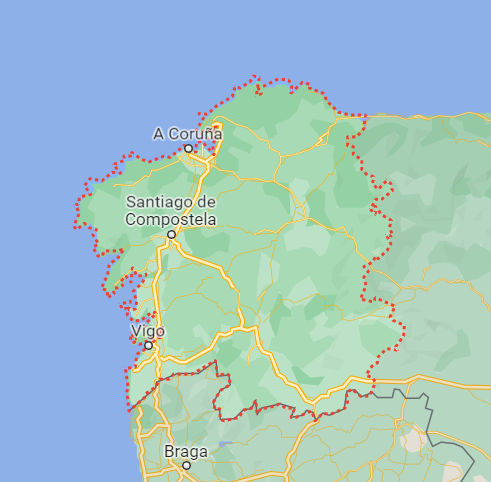 A Coruña
Santiago de
Compostela
Vigo
Braga